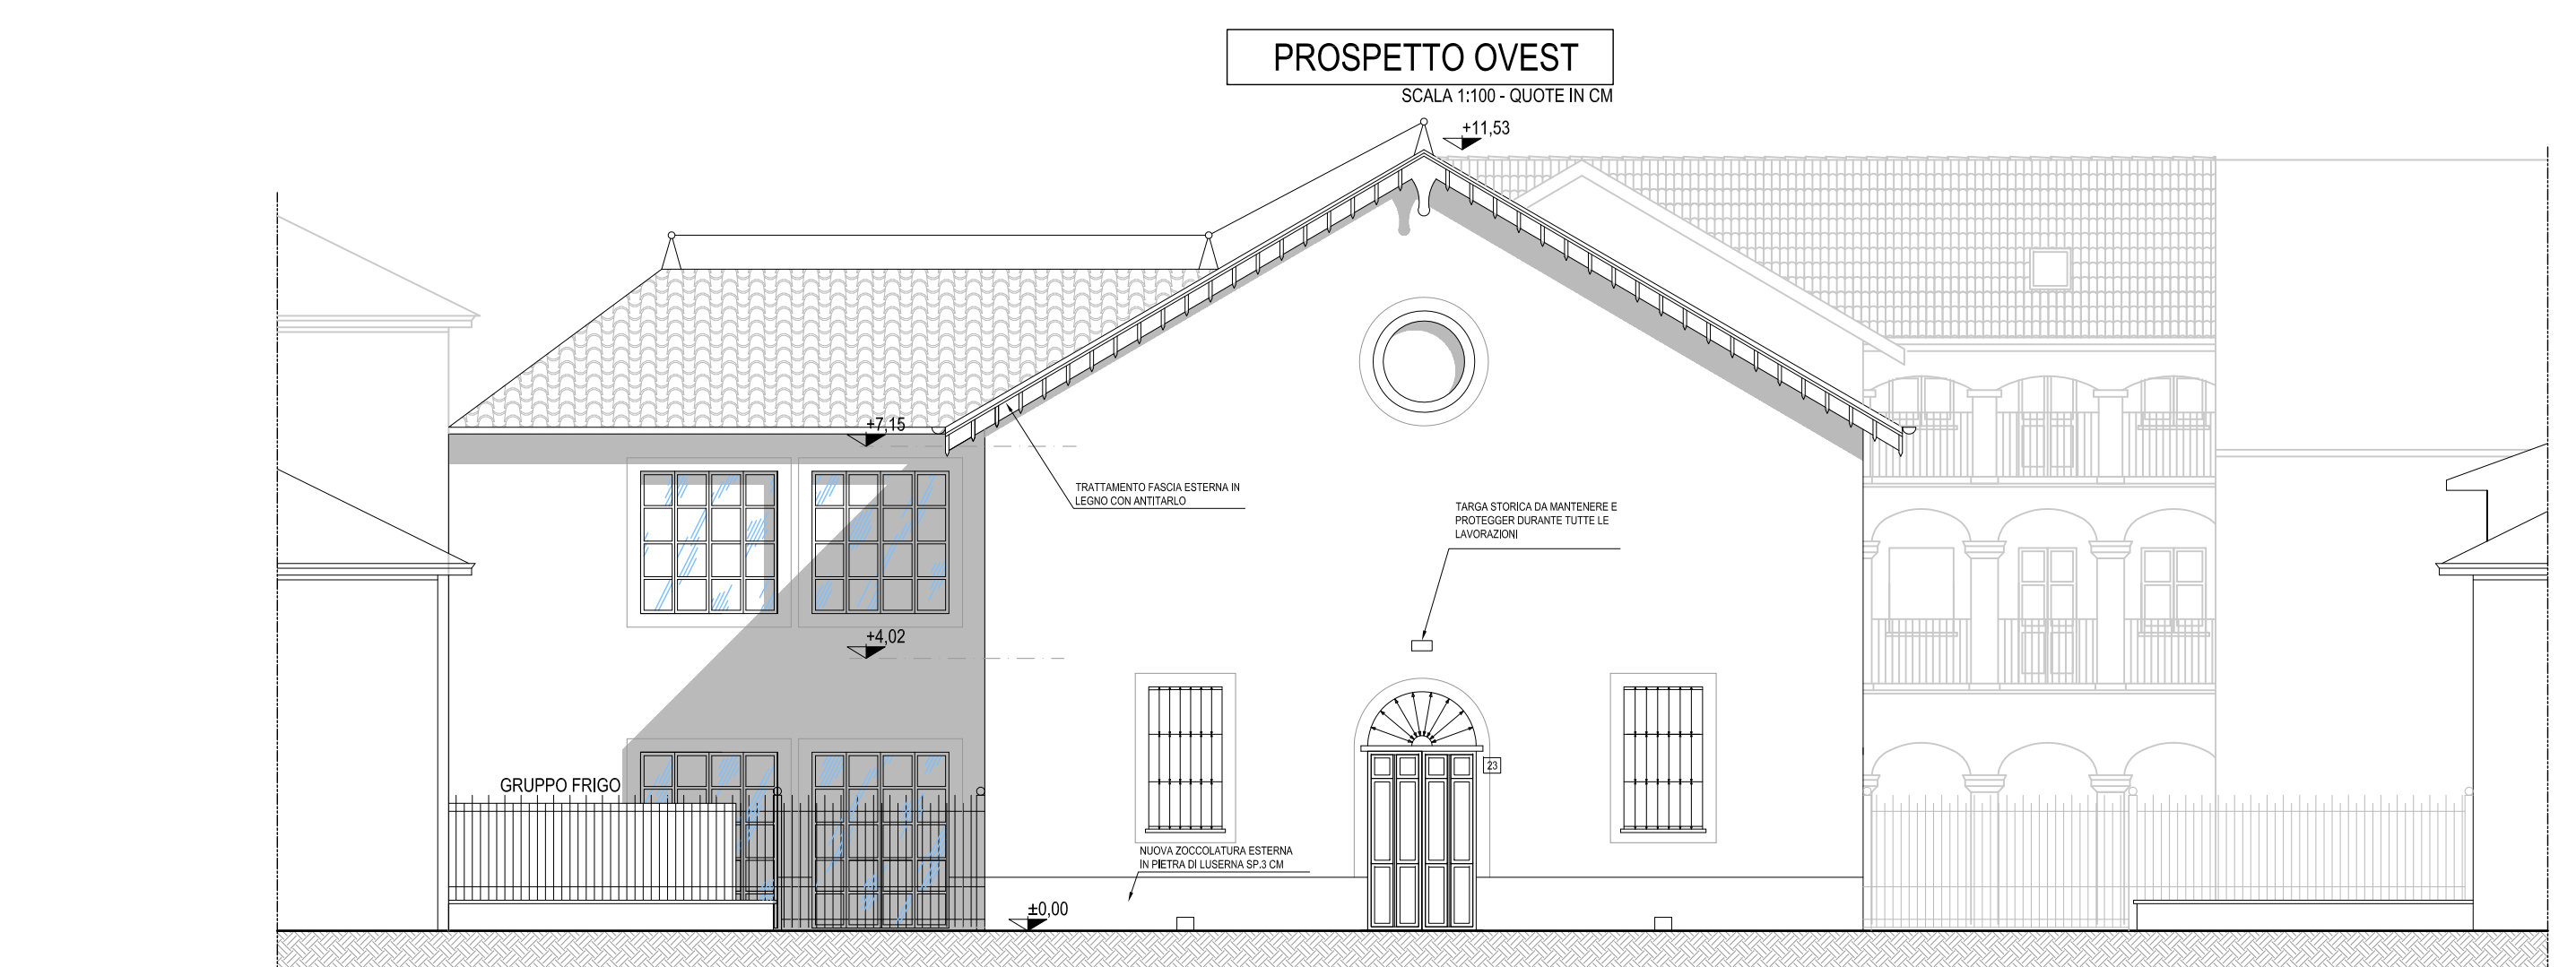 PROSPETTO OVEST
SCALA 1:100 - QUOTE IN CM
+11,53
+7,15
TRATTAMENTO FASCIA ESTERNA IN
LEGNO CON ANTITARLO
TARGA STORICA DA MANTENERE E
PROTEGGER DURANTE TUTTE LE
LAVORAZIONI
+4,02
23
GRUPPO FRIGO
NUOVA ZOCCOLATURA ESTERNA
IN PIETRA DI LUSERNA SP.3 CM
±0,00